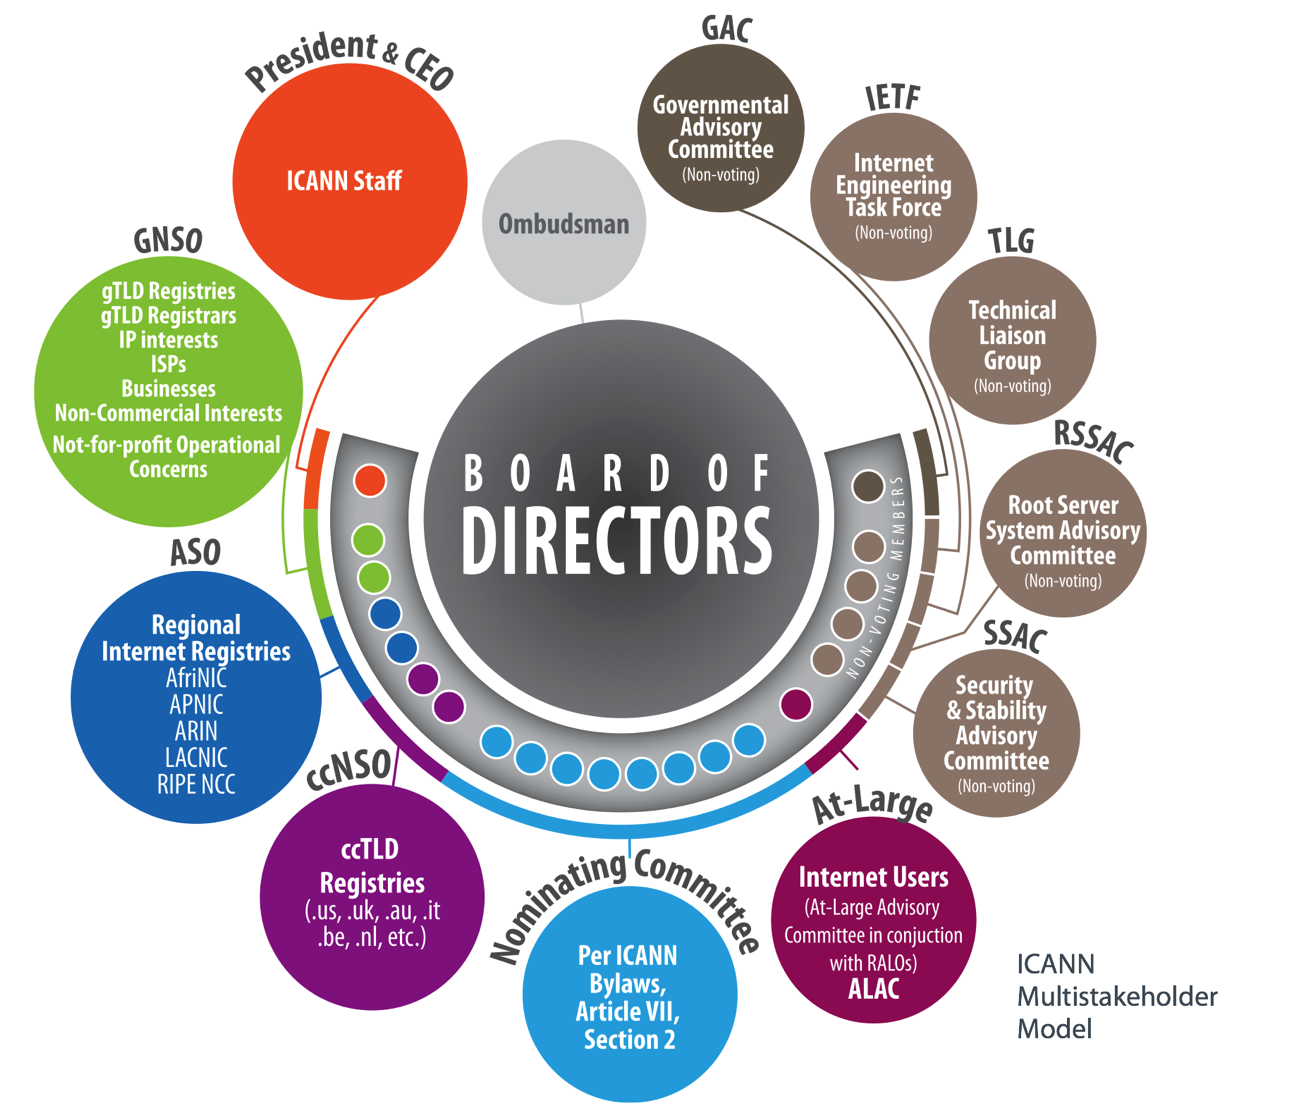 President & CEO
ICANN Staff
Ombudsman
GAC
Governmental
Advisory
Committee
(Non-voting)
IETF
Internet
Engineering
Task Force
(Non-voting)
TLG
Technical
Liaison
Group
(Non-voting)
RSSAC
Root Server
System Advisory
Committee
(Non-voting)
SSAC
Security
& Stability
Advisory
Committee
(Non-voting)
GNSO
gTLD Registries
gTLD Registrars
IP interests
ISPs
Businesses
Non-Commercial Interests
Not-for-profit Operational
Concerns
BOARD OF
DIRECTORS
NON-VOTING MEMBERS
ASO
Regional
Internet Registries
AfriNIC
APNIC
ARIN
LACNIC
RIPE NCC
ccNSO
ccTLD
Registries
(.us, .uk, .au, .it
.be, .nl, etc.)
Nominating Committee
Per ICANN
Bylaws,
Article VII,
Section 2
At-Large
Internet Users
(At-Large Advisory
Committee in conjuction
with RALOs)
ALAC
ICANN
Multistakeholder
Model